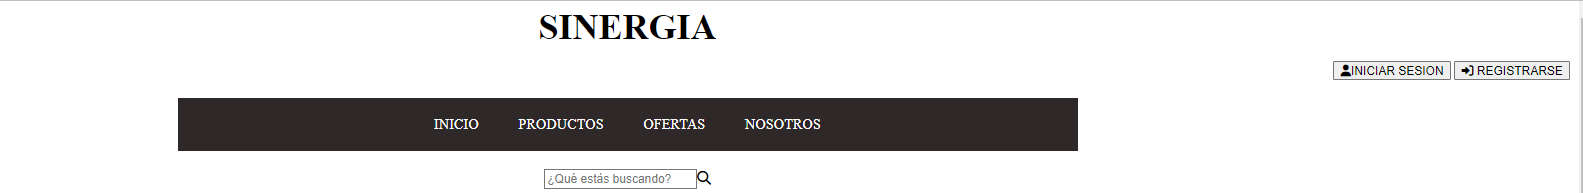 SINERGIA
INICIAR SESION REGISTRARSE
INICIO PRODUCTOS OFERTAS NOSOTROS
¿Qué estás buscando?